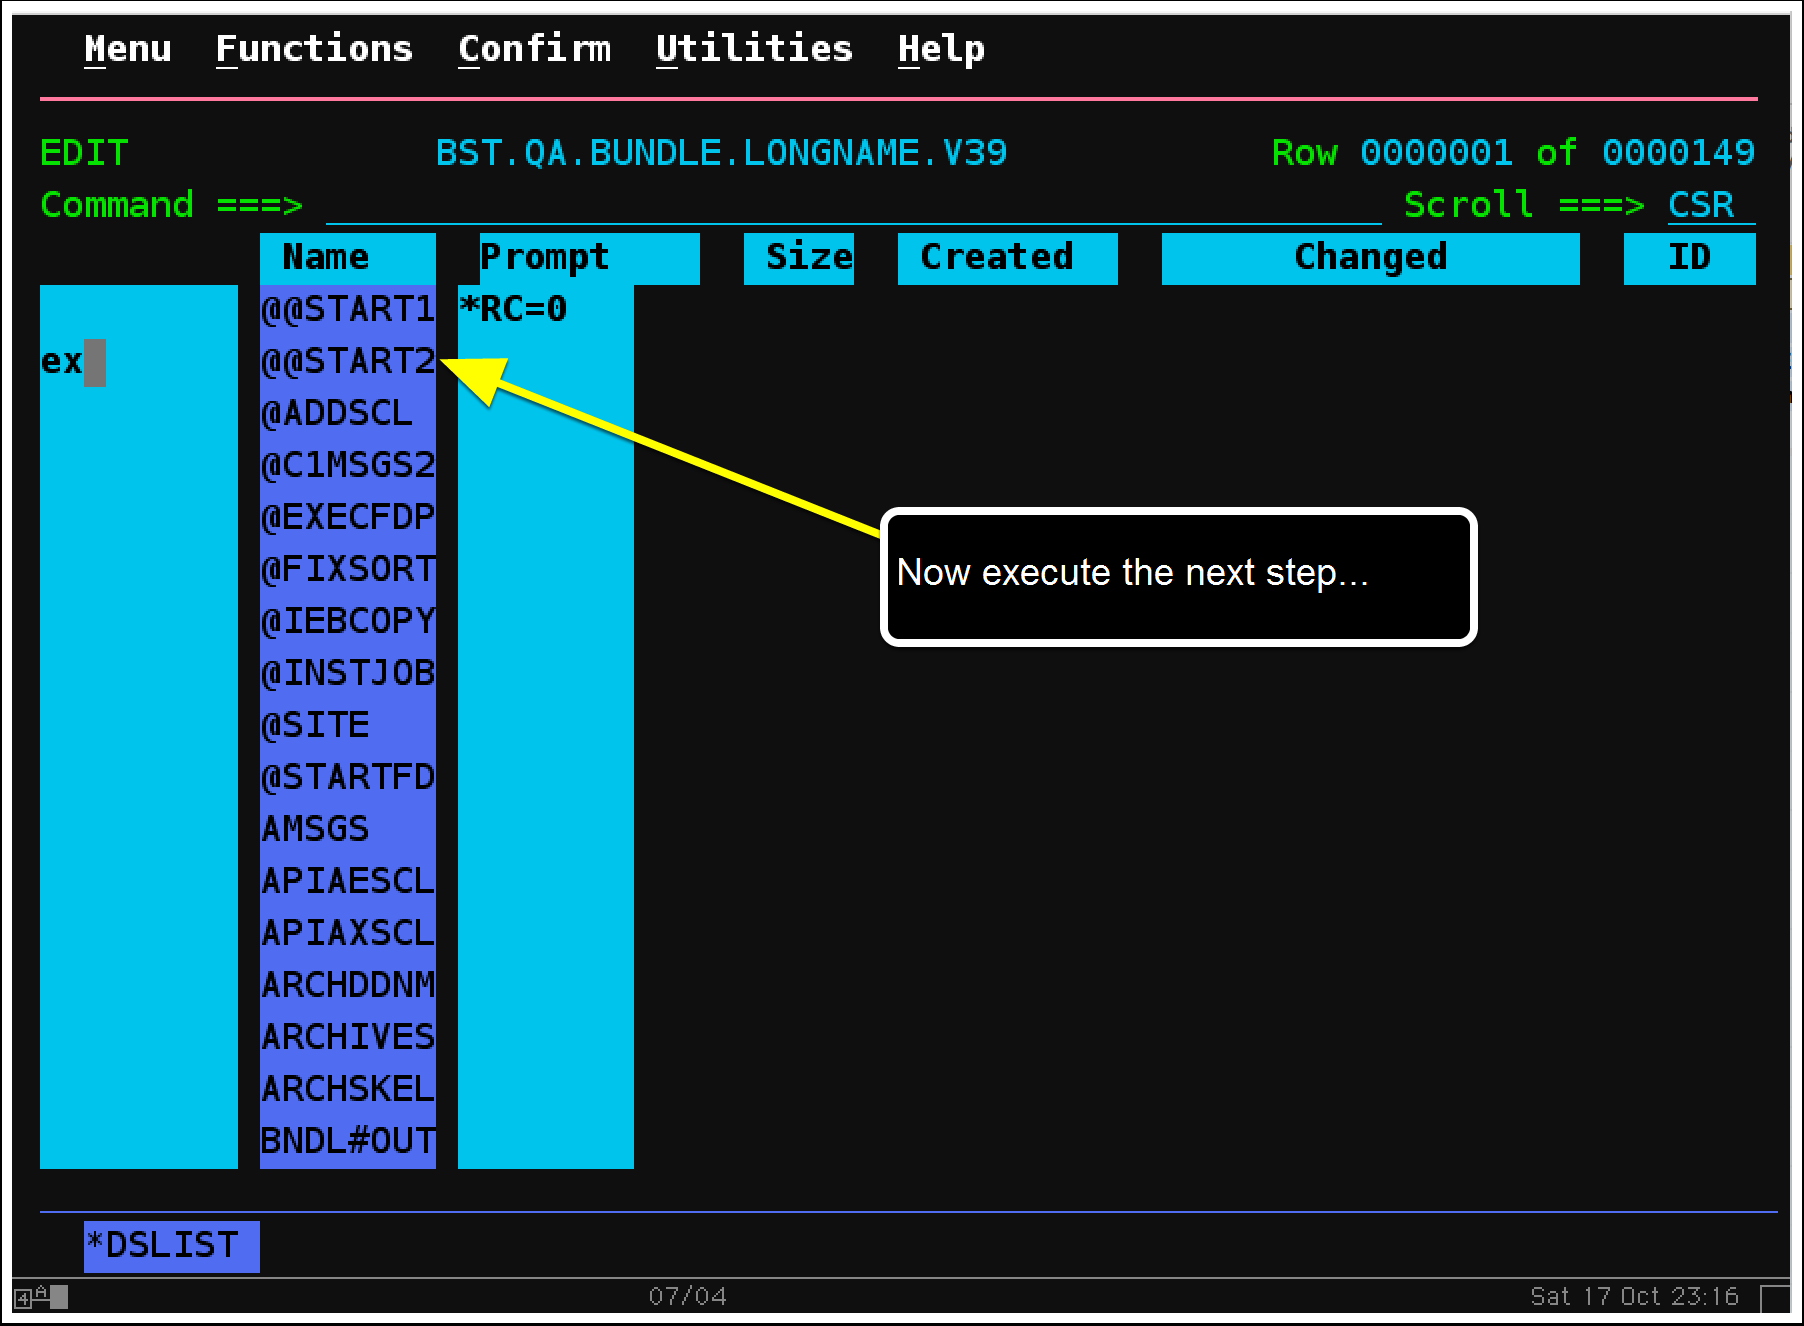 Menu Functions Confirm Utilities Help
EDIT BST.QA.BUNDLE.LONGNAME.V39 Row 0000001 of 0000149
Command ===> Scroll ===> CSR
Name Prompt Size Created Changed ID
@@START1 *RC=0
ex @@START2
@ADDSCL
@C1MSGS2
@EXECFDP
@FIXSORT
Now execute the next step...
@IEBCOPY
@INSTJOB
@SITE
@STARTFD
AMSGS
APIAESCL
APIAXSCL
ARCHDDNM
ARCHIVES
ARCHSKEL
BNDL#OUT
*DSLIST
4 A 07/04 Sat 17 Oct 23:16